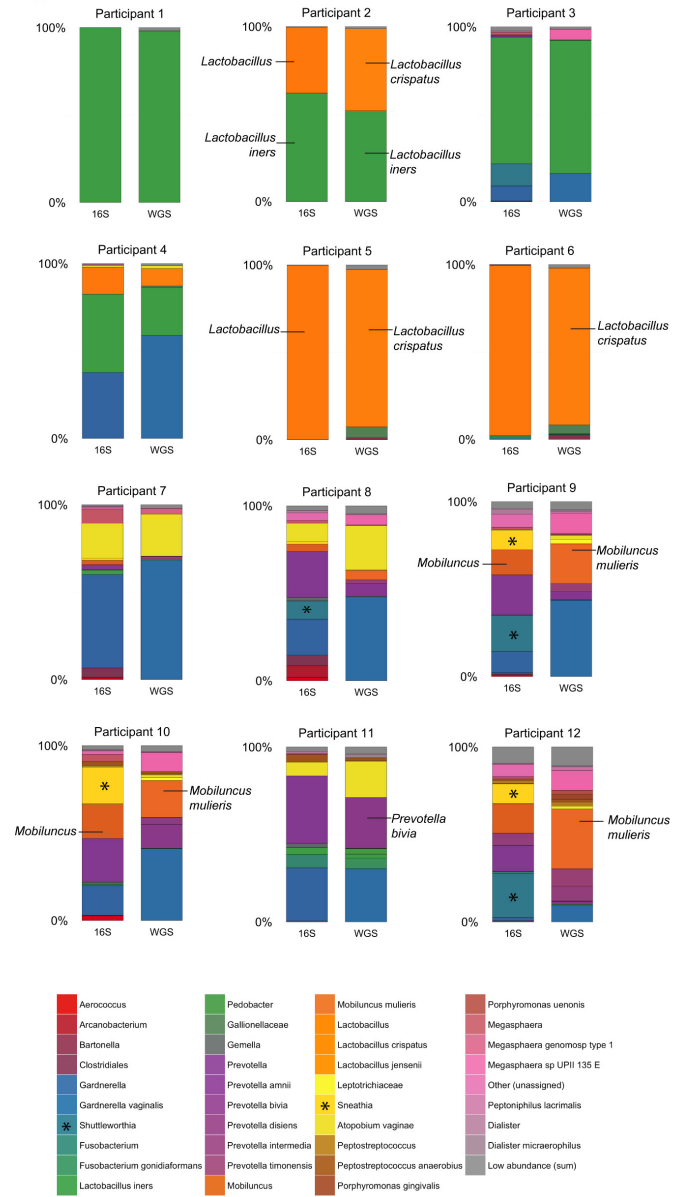 Participant 1
Participant 2
Participant 3
100%
100%
100%
Lactobacillus
Lactobacillus
crispatus
Lactobacillus
iners
Lactobacillus
iners
0%
0%
0%
16S
WGS
16S
WGS
16S
WGS
Participant 4
Participant 5
Participant 6
100%
100%
100%
Lactobacillus
Lactobacillus
crispatus
Lactobacillus
crispatus
0%
0%
0%
16S
WGS
16S
WGS
16S
WGS
Participant 7
Participant 8
Participant 9
100%
100%
100%
*
Mobiluncus
Mobiluncus
mulieris
*
*
0%
0%
0%
16S
WGS
16S
WGS
16S
WGS
Participant 10
Participant 11
Participant 12
100%
100%
100%
*
Mobiluncus
mulieris
*
Mobiluncus
Prevotella
bivia
Mobiluncus
mulieris
*
0%
0%
0%
16S
WGS
16S
WGS
16S
WGS
Aerococcus
Arcanobacterium
Bartonella
Clostridiales
Gardnerella
Gardnerella vaginalis
* Shuttleworthia
Fusobacterium
Fusobacterium gonidiaformans
Lactobacillus iners
Pedobacter
Gallionellaceae
Gemella
Prevotella
Prevotella amnii
Prevotella bivia
Prevotella disiens
Prevotella intermedia
Prevotella timonensis
Mobiluncus
Mobiluncus mulieris
Lactobacillus
Lactobacillus crispatus
Lactobacillus jensenii
Leptotrichiaceae
* Sneathia
Atopobium vaginae
Peptostreptococcus
Peptostreptococcus anaerobius
Porphyromonas gingivalis
Porphyromonas uenonis
Megasphaera
Megasphaera genomosp type 1
Megasphaera sp UPII 135 E
Other (unassigned)
Peptoniphilus lacrimalis
Dialister
Dialister micraerophilus
Low abundance (sum)